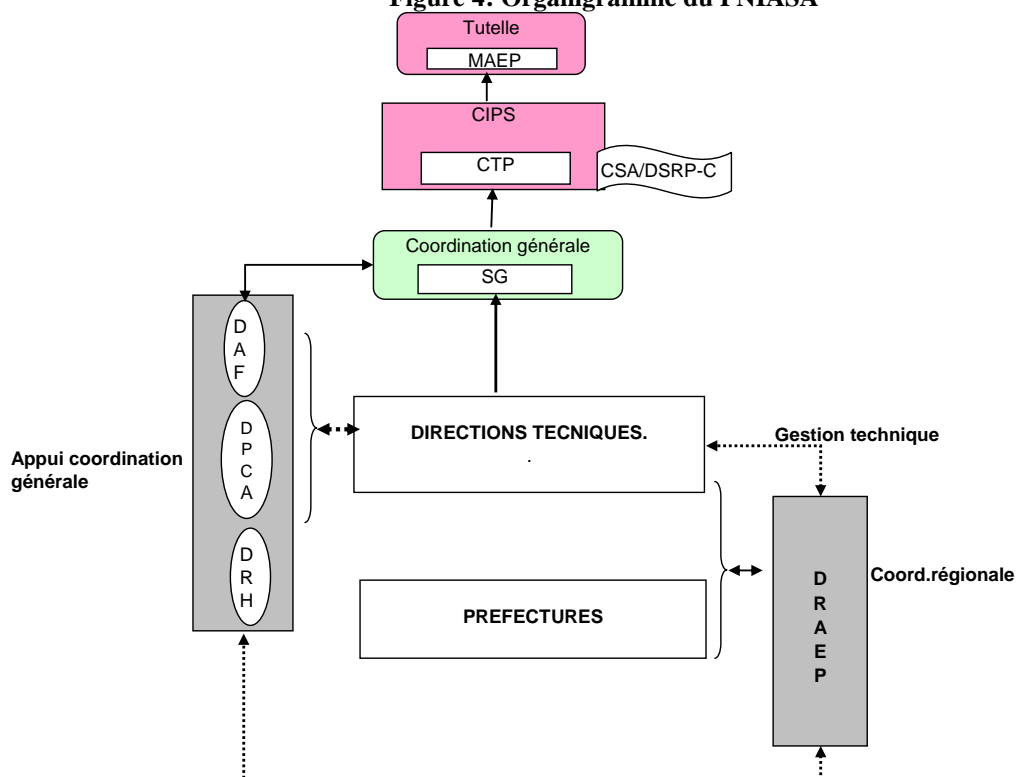 Figure 4: Organigramme du PNIASA
Tutelle
MAEP
CIPS
CTP
CSA/DSRP-C
Coordination générale
SG
D
A
F
D
P
C
A
D
R
H
Appui coordination
générale
DIRECTIONS TECNIQUES.
.
Gestion technique
PREFECTURES
D
R
A
E
P
Coord.régionale